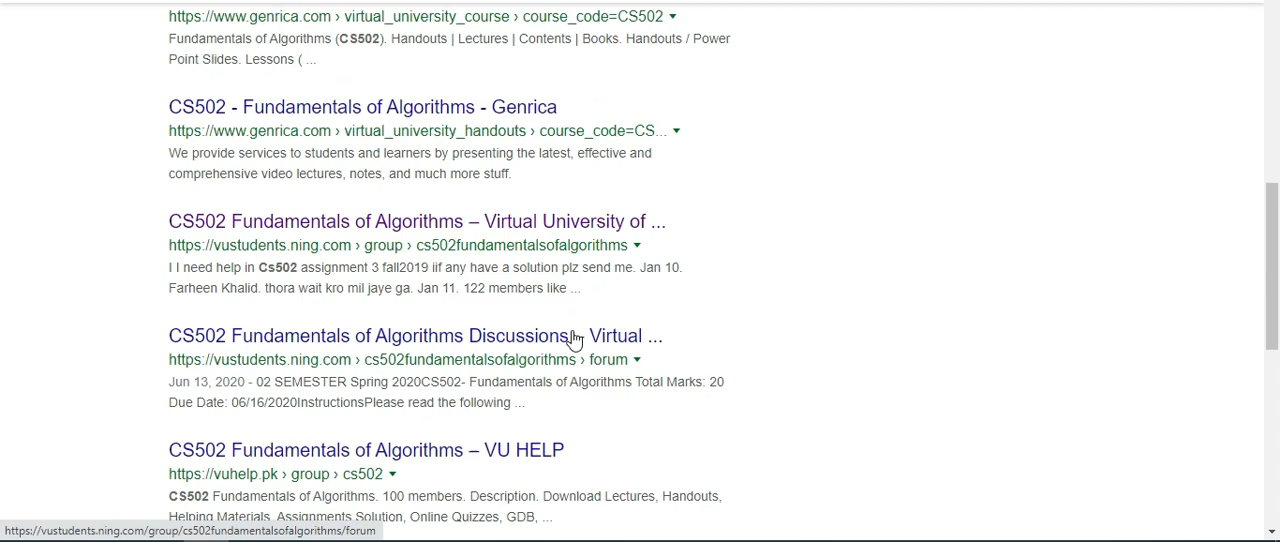 https://www.genrica.com › virtual_university_course › course_code=CS502
Fundamentals of Algorithms (CS502). Handouts | Lectures | Contents | Books. Handouts / Power
Point Slides. Lessons ( ...
CS502 - Fundamentals of Algorithms - Genrica
https://www.genrica.com › virtual_university_handouts › course_code=CS...
We provide services to students and learners by presenting the latest, effective and
comprehensive video lectures, notes, and much more stuff.
CS502 Fundamentals of Algorithms – Virtual University of ...
https://vustudents.ning.com › group › cs502fundamentalsofalgorithms
I I need help in Cs502 assignment 3 fall2019 iif any have a solution plz send me. Jan 10.
Farheen Khalid. thora wait kro mil jaye ga. Jan 11. 122 members like ...
CS502 Fundamentals of Algorithms Discussions – Virtual ...
https://vustudents.ning.com › cs502fundamentalsofalgorithms › forum
Jun 13, 2020 - 02 SEMESTER Spring 2020CS502- Fundamentals of Algorithms Total Marks: 20
Due Date: 06/16/2020InstructionsPlease read the following ...
CS502 Fundamentals of Algorithms – VU HELP
https://vuhelp.pk › group › cs502
CS502 Fundamentals of Algorithms. 100 members. Description. Download Lectures, Handouts,
Helping Materials, Assignments Solution, Online Quizzes, GDB, ...
https://vustudents.ning.com/group/cs502fundamentalsofalgorithms/forum